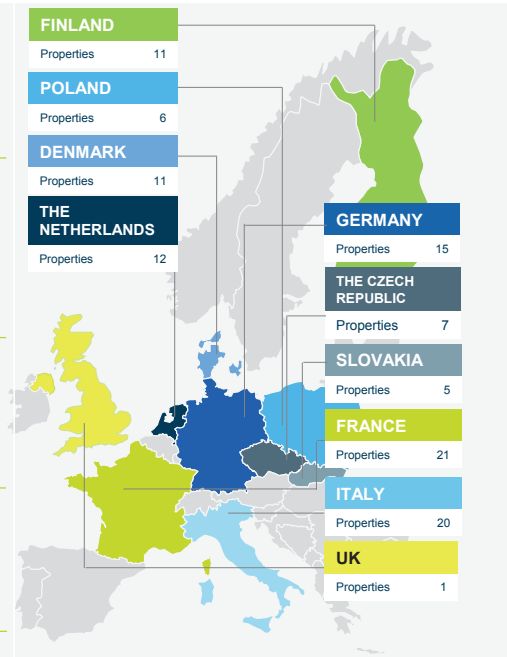 FINLAND
Properties 11
POLAND
Properties 6
DENMARK
Properties 11
THE
NETHERLANDS
Properties 12
GERMANY
Properties 15
THE CZECH
REPUBLIC
Properties 7
SLOVAKIA
Properties 5
FRANCE
Properties 21
ITALY
Properties 20
UK
Properties 1